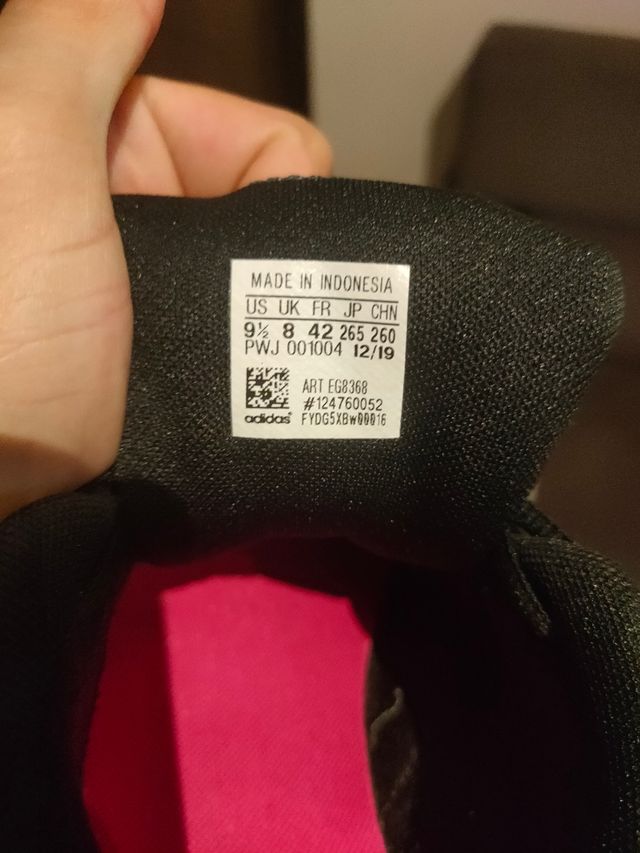 MADE IN INDONESIA
US UK FR JP CHN
9½ 8 42 265 260
PWJ 001004 12/19
ART EG8368
#124760052
adidas FYDG5XBW00016